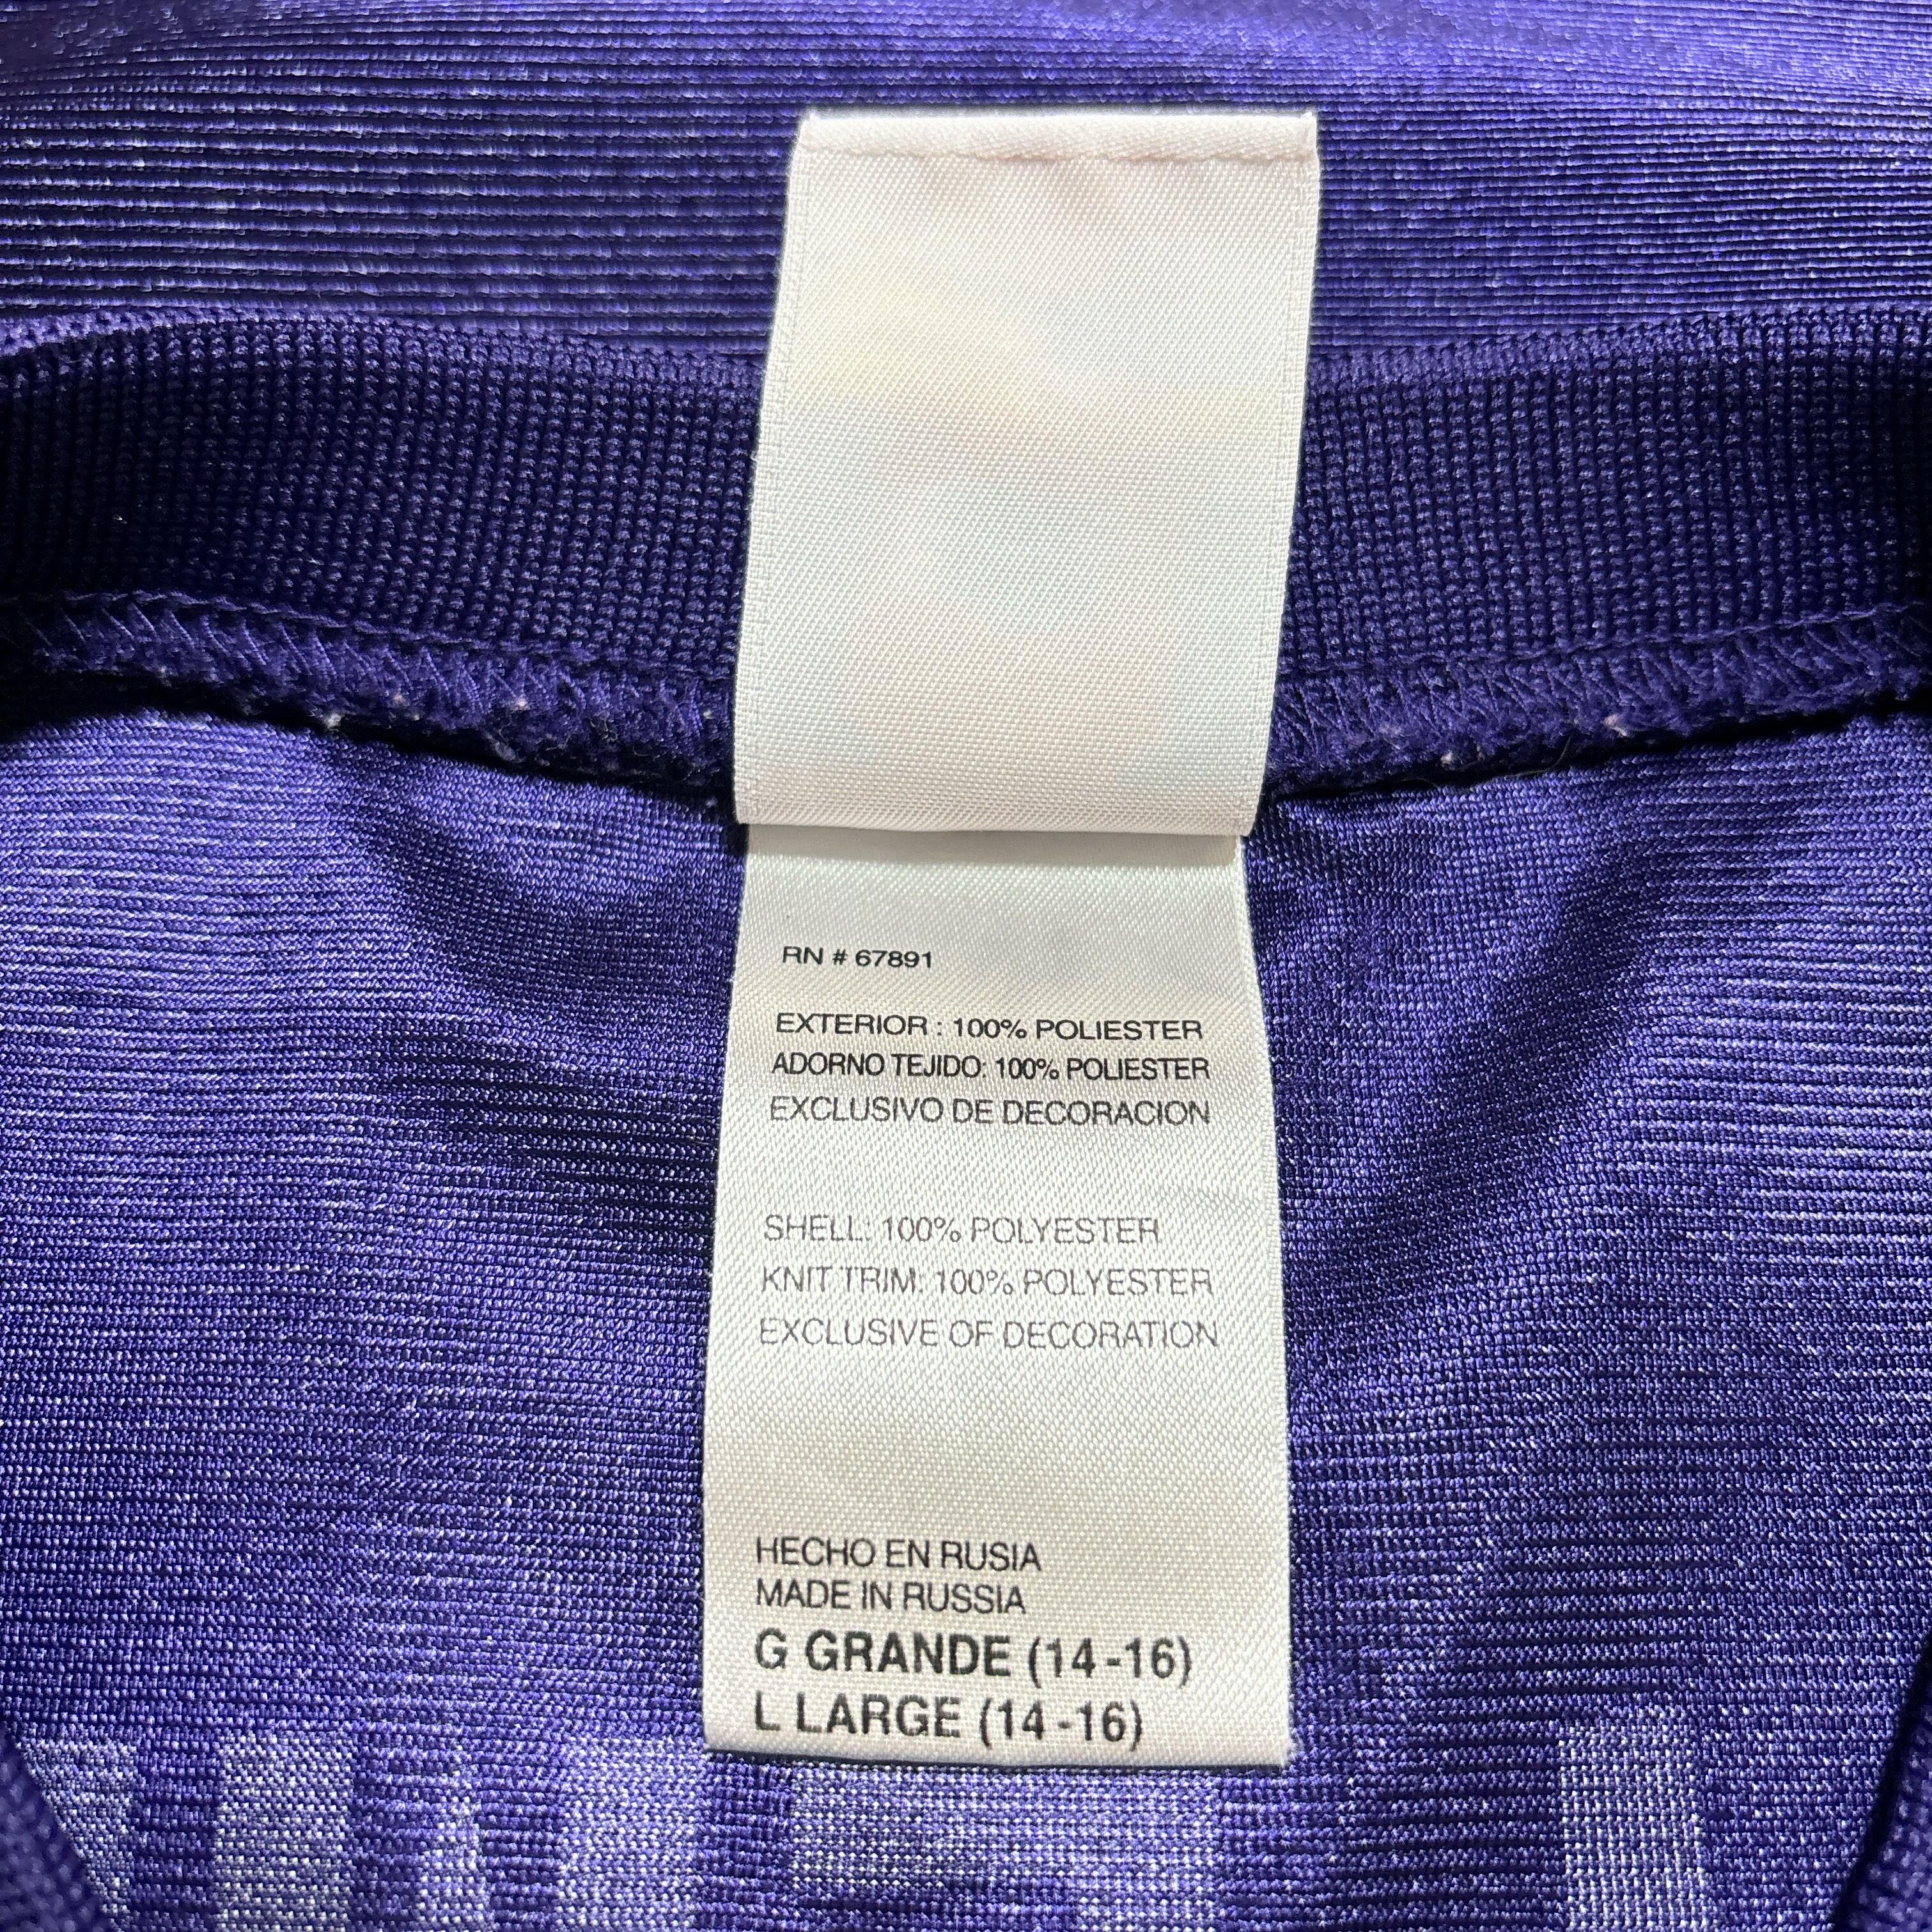 RN # 67891
EXTERIOR : 100% POLIESTER
ADORNO TEJIDO: 100% POLIESTER
EXCLUSIVO DE DECORACION
SHELL: 100% POLYESTER
KNIT TRIM: 100% POLYESTER
EXCLUSIVE OF DECORATION
HECHO EN RUSIA
MADE IN RUSSIA
G GRANDE (14-16)
L LARGE (14-16)